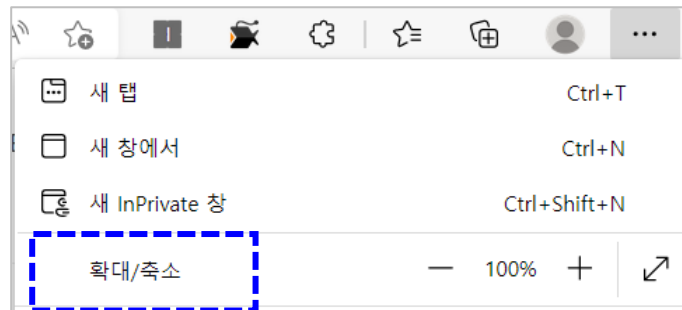 새 탭 Ctrl+T
새 창에서 Ctrl+N
새 InPrivate 창 Ctrl+Shift+N
확대/축소 — 100% +